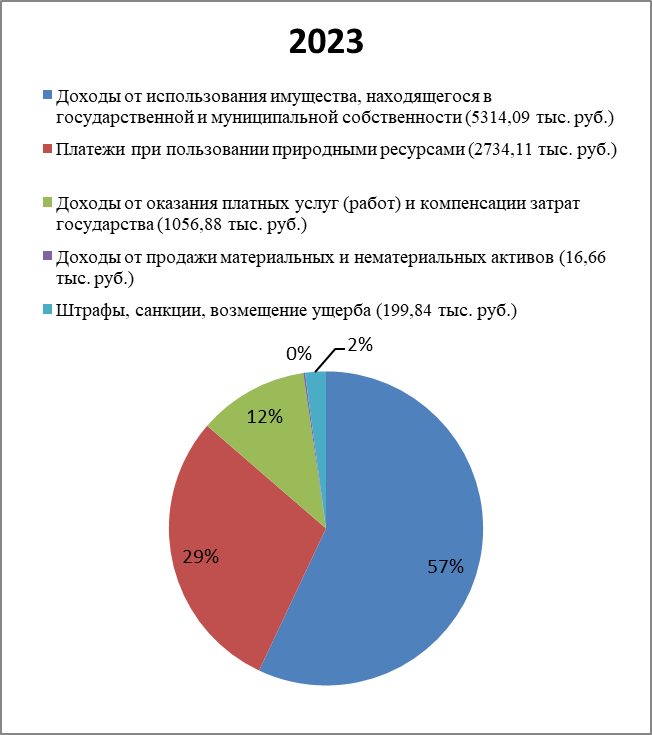 2023
Доходы от использования имущества, находящегося в
государственной и муниципальной собственности (5314,09 тыс. руб.)
Платежи при пользовании природными ресурсами (2734,11 тыс. руб.)
Доходы от оказания платных услуг (работ) и компенсации затрат
государства (1056,88 тыс. руб.)
Доходы от продажи материальных и нематериальных активов (16,66
тыс. руб.)
Штрафы, санкции, возмещение ущерба (199,84 тыс. руб.)
0%
2%
12%
29%
57%